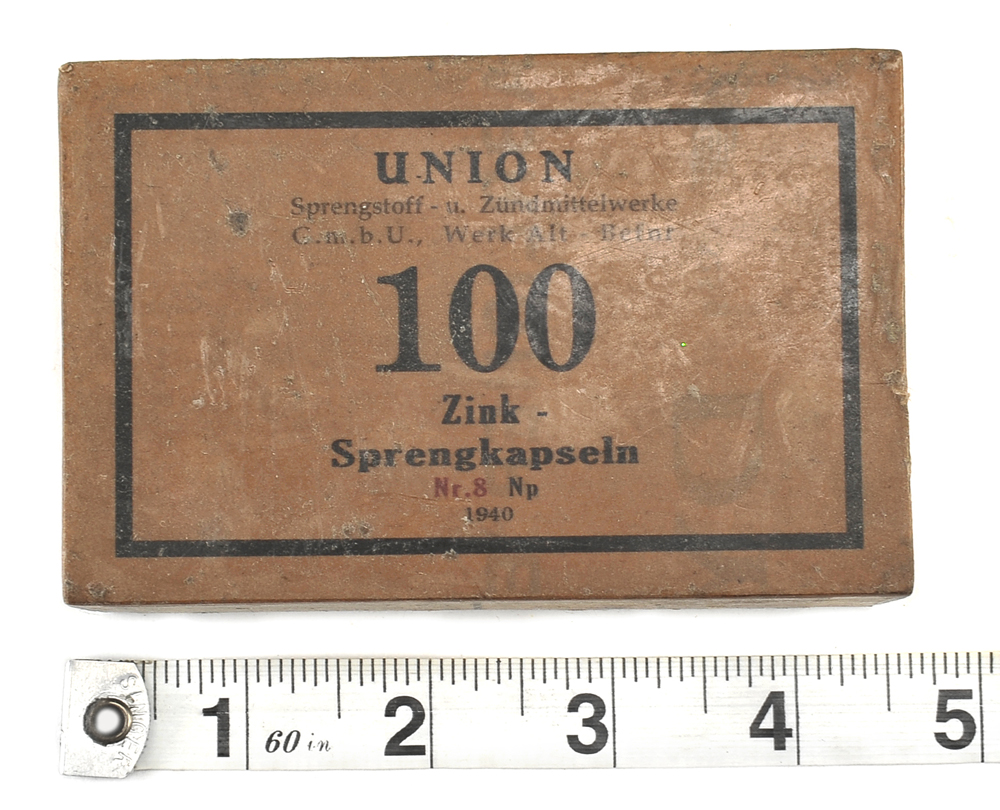 UNION
Sprengstoff - u. Zündmittelwerke
G.m.b.U., Werk Alt - 
100
Zink -
Sprengkapseln
Nr.8 Np
1940
1 60 in 2 3 4 5